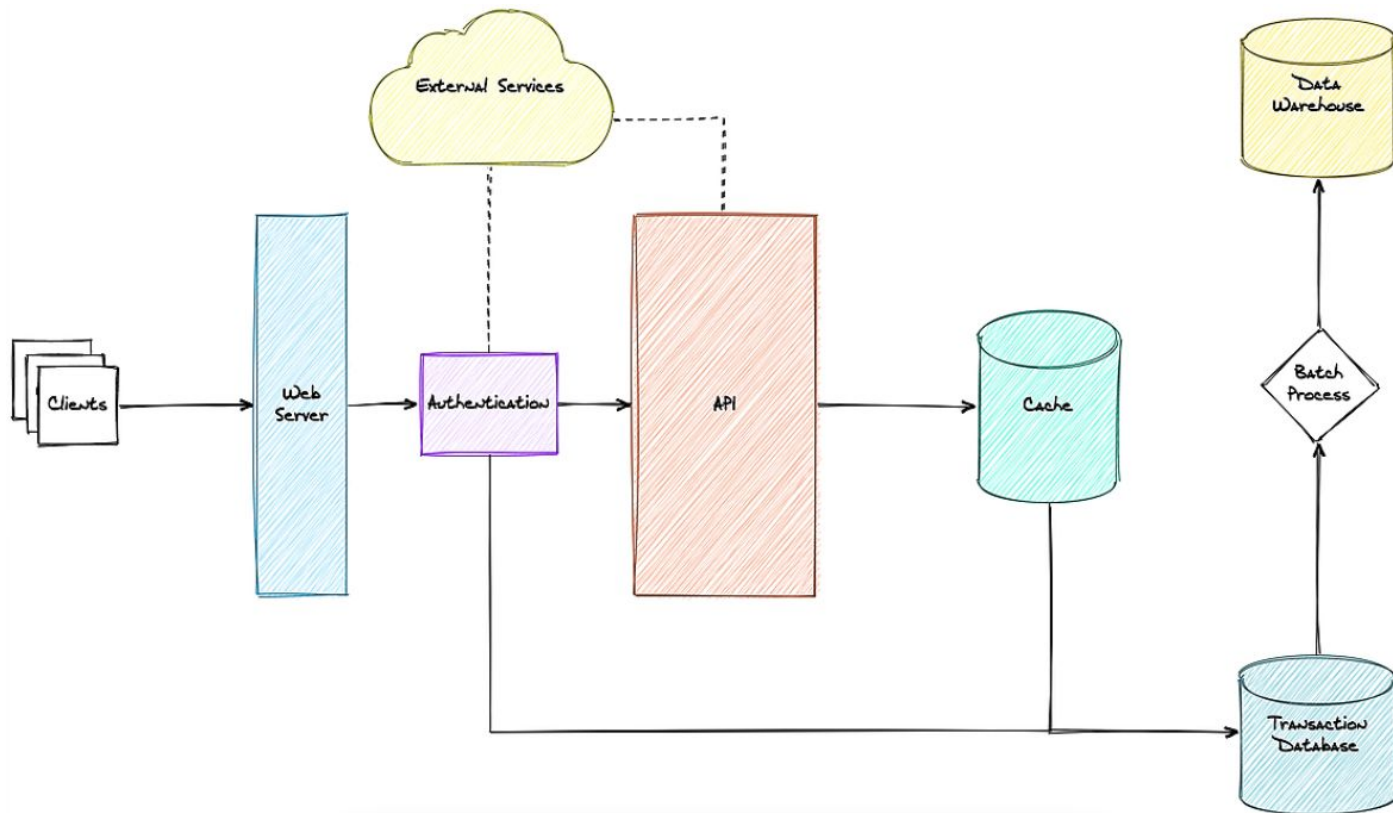 External Services
Data
Warehouse
Clients
Web
Server
Authentication
API
Cache
Batch
Process
Transaction
Database